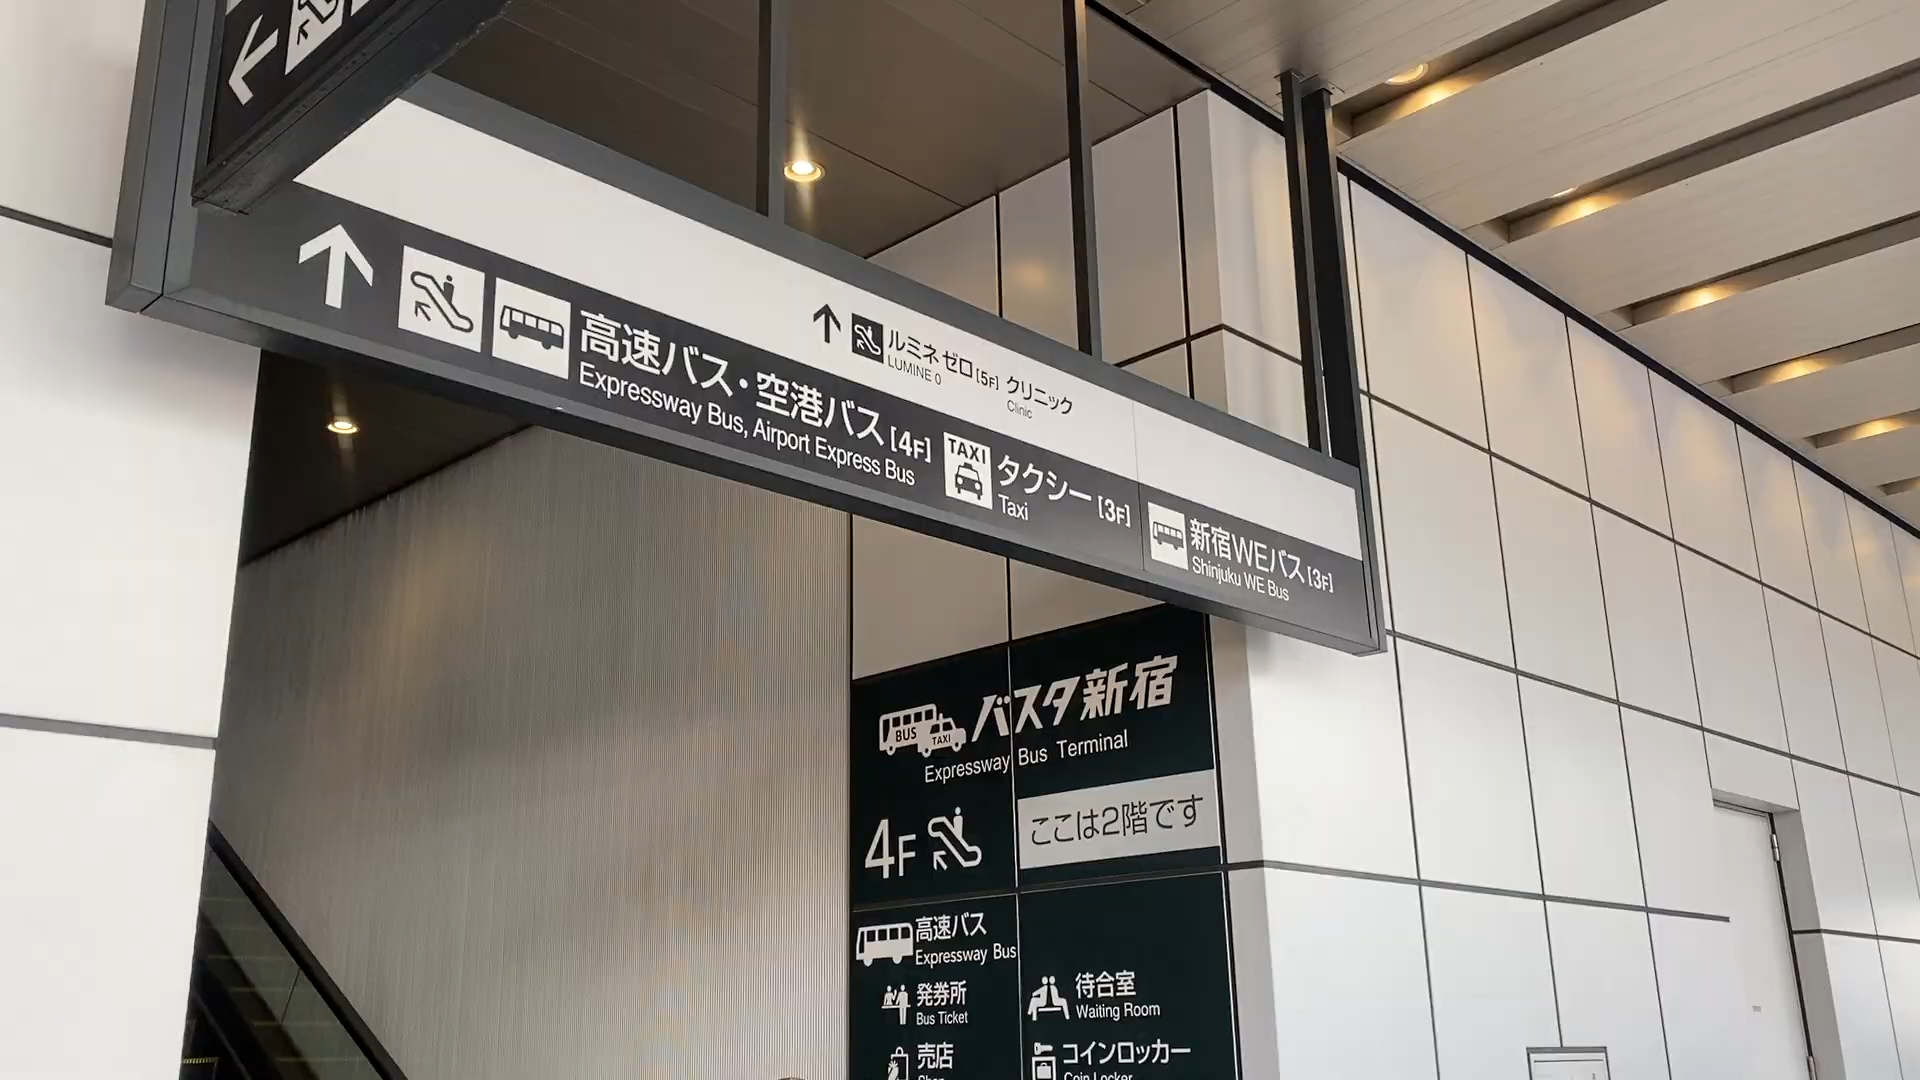 ルミネ ゼロ [5F] クリニック
LUMINE 0 Clinic
高速バス・空港バス [4F]
Expressway Bus, Airport Express Bus
TAXI
タクシー [3F]
Taxi
新宿WEバス [3F]
Shinjuku WE Bus
BUS
TAXI
バスタ新宿
Expressway Bus Terminal
4F
ここは2階です
高速バス
Expressway Bus
発券所
Bus Ticket
待合室
Waiting Room
売店
Shop
コインロッカー
Coin Locker